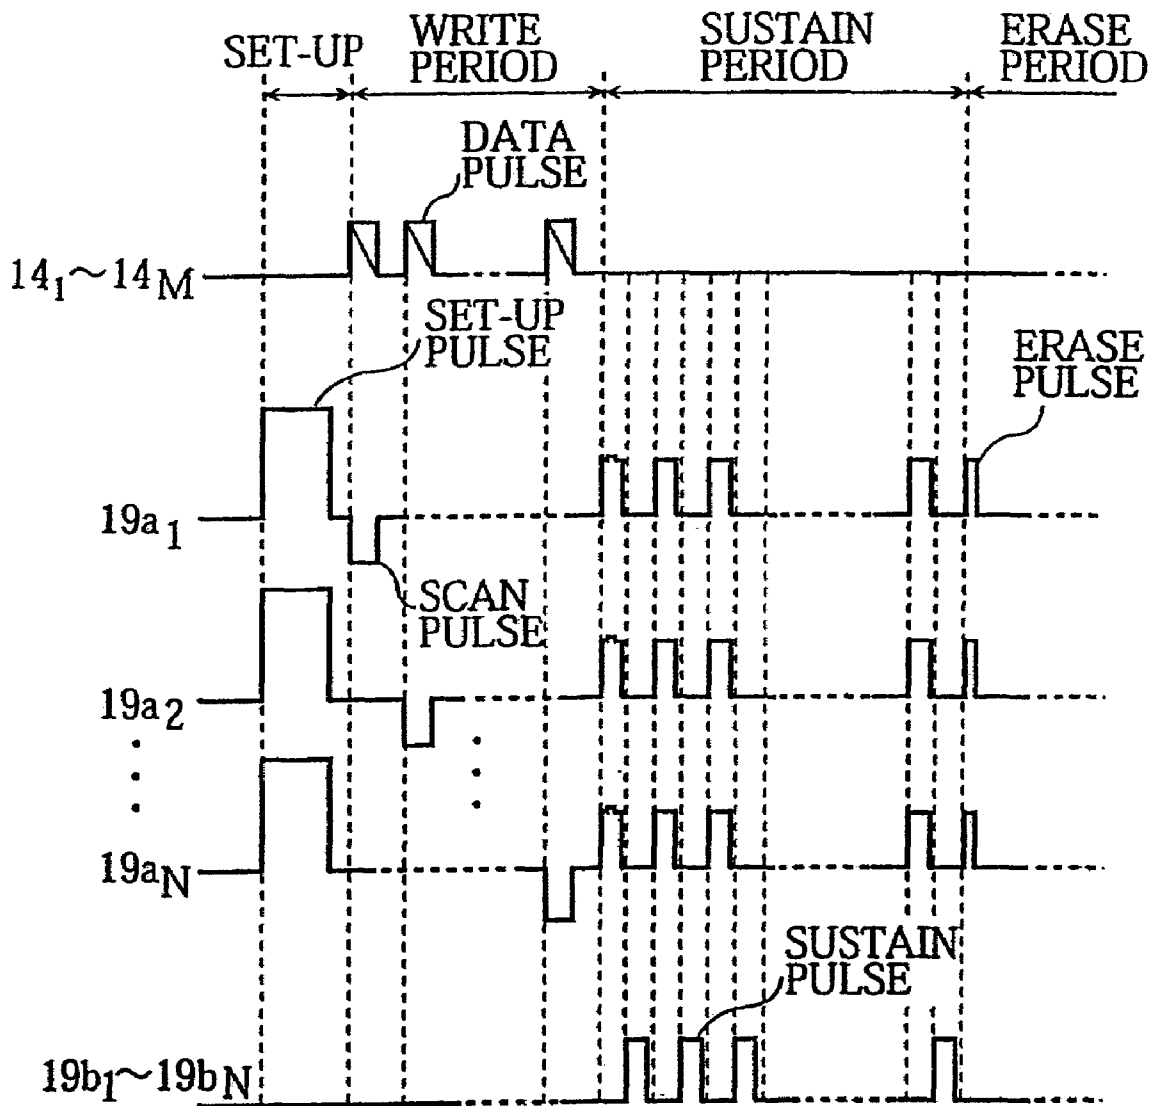 SET-UP
WRITE
PERIOD
SUSTAIN
PERIOD
ERASE
PERIOD
DATA
PULSE
14₁~14M
SET-UP
PULSE
ERASE
PULSE
19a₁
SCAN
PULSE
19a₂
19aN
SUSTAIN
PULSE
19b₁~19bN